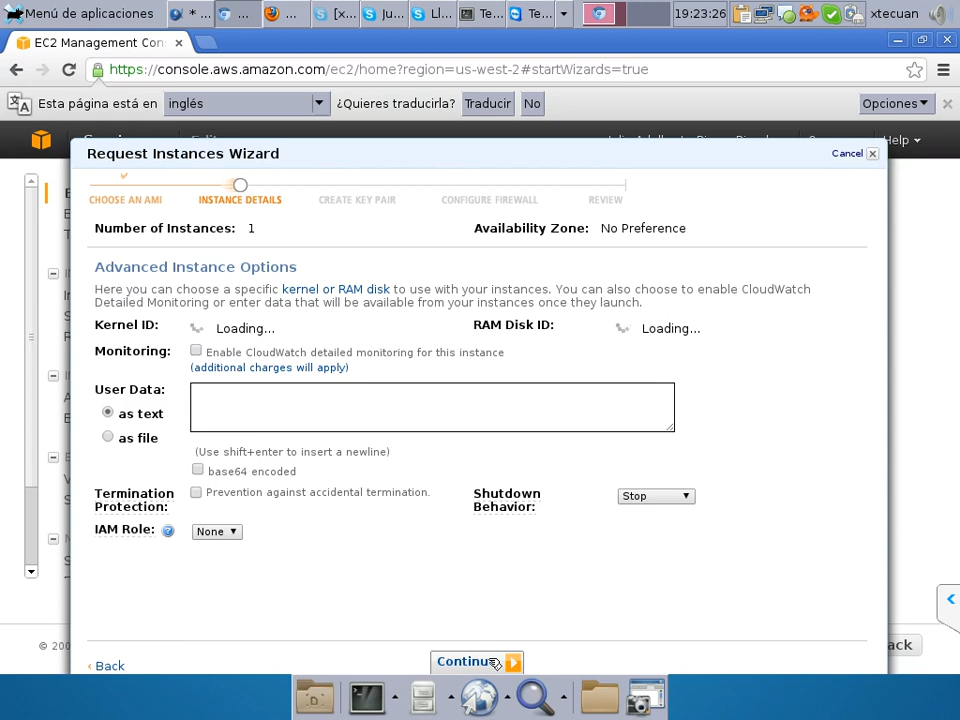 Menú de aplicaciones
* ...
...
...
[x...
Ju...
Ll...
Te...
Te...
19:23:26
xtecuan
EC2 Management Con
https://console.aws.amazon.com/ec2/home?region=us-west-2#startWizards=true
Esta página está en
inglés
¿Quieres traducirla?
Traducir
No
Opciones
Help
Request Instances Wizard
Cancel
CHOOSE AN AMI
INSTANCE DETAILS
CREATE KEY PAIR
CONFIGURE FIREWALL
REVIEW
Number of Instances: 1
Availability Zone: No Preference
Advanced Instance Options
Here you can choose a specific kernel or RAM disk to use with your instances. You can also choose to enable CloudWatch
Detailed Monitoring or enter data that will be available from your instances once they launch.
Kernel ID: Loading...
RAM Disk ID: Loading...
Monitoring: Enable CloudWatch detailed monitoring for this instance
(additional charges will apply)
User Data:
as text
as file
(Use shift+enter to insert a newline)
base64 encoded
Termination
Protection:
Prevention against accidental termination.
Shutdown
Behavior:
Stop
IAM Role: ? None
© 200
ack
‹ Back
Continue